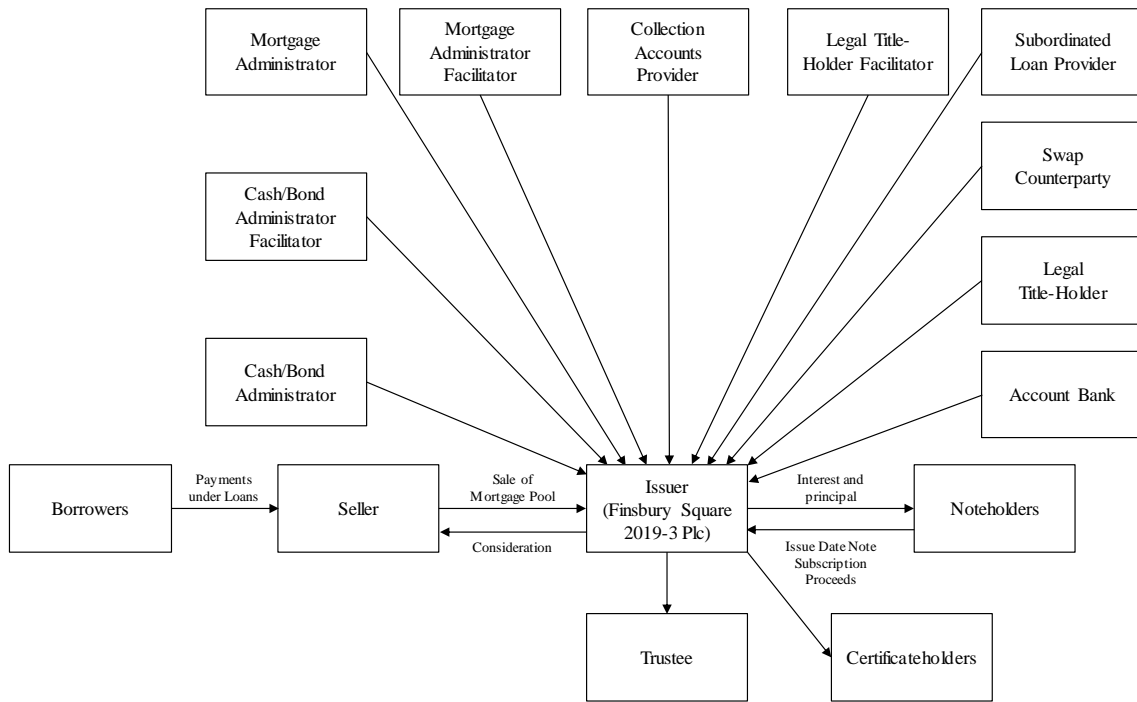 Mortgage
Administrator
Mortgage
Administrator
Facilitator
Collection
Accounts
Provider
Legal Title-
Holder Facilitator
Subordinated
Loan Provider
Swap
Counterparty
Cash/Bond
Administrator
Facilitator
Legal
Title-Holder
Cash/Bond
Administrator
Account Bank
Borrowers
Payments
under Loans
Seller
Sale of
Mortgage Pool
Consideration
Issuer
(Finsbury Square
2019-3 Plc)
Interest and
principal
Issue Date Note
Subscription
Proceeds
Noteholders
Trustee
Certificateholders